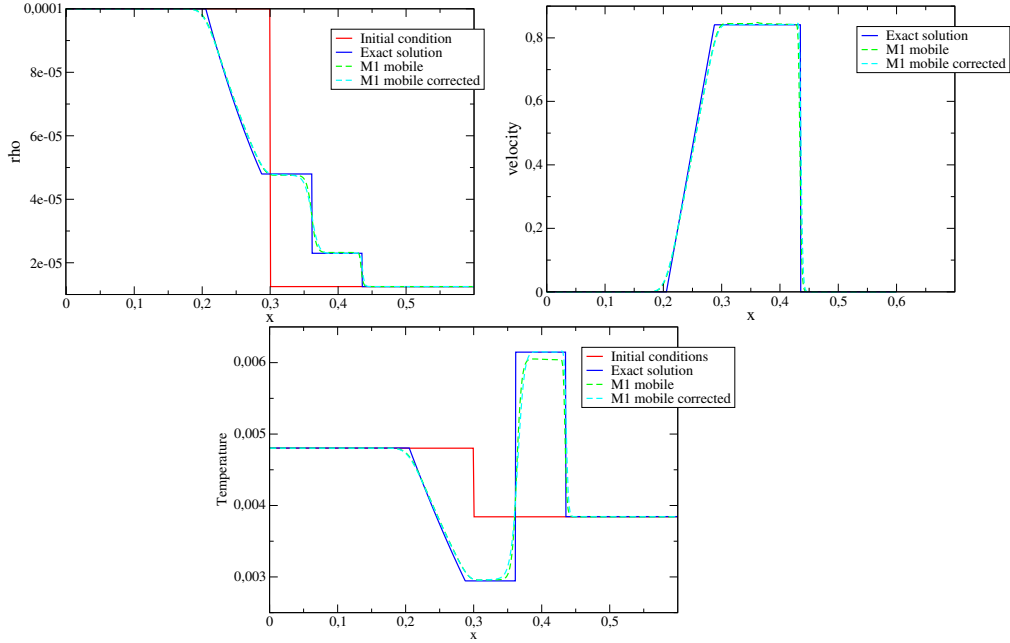 0,0001
8e-05
6e-05
4e-05
2e-05
rho
0
0,1
0,2
0,3
0,4
0,5
x
Initial condition
Exact solution
M1 mobile
M1 mobile corrected
0,8
0,6
0,4
0,2
0
velocity
0
0,1
0,2
0,3
0,4
0,5
0,6
x
Exact solution
M1 mobile
M1 mobile corrected
0,006
0,005
0,004
0,003
Temperature
0
0,1
0,2
0,3
0,4
0,5
x
Initial conditions
Exact solution
M1 mobile
M1 mobile corrected